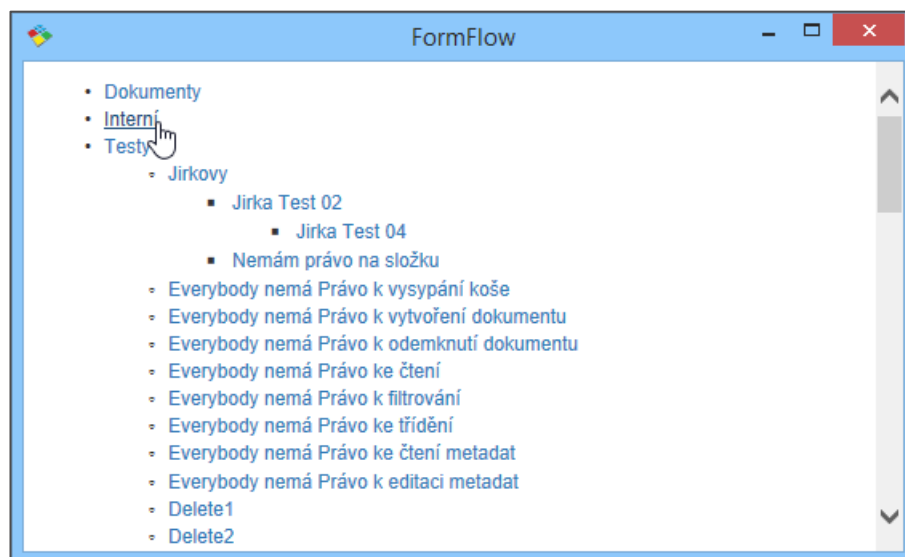 FormFlow
Dokumenty
Interní
Testy
Jirkovy
Jirka Test 02
Jirka Test 04
Nemám právo na složku
Everybody nemá Právo k vysypání koše
Everybody nemá Právo k vytvoření dokumentu
Everybody nemá Právo k odemknutí dokumentu
Everybody nemá Právo ke čtení
Everybody nemá Právo k filtrování
Everybody nemá Právo ke třídění
Everybody nemá Právo ke čtení metadat
Everybody nemá Právo k editaci metadat
Delete1
Delete2